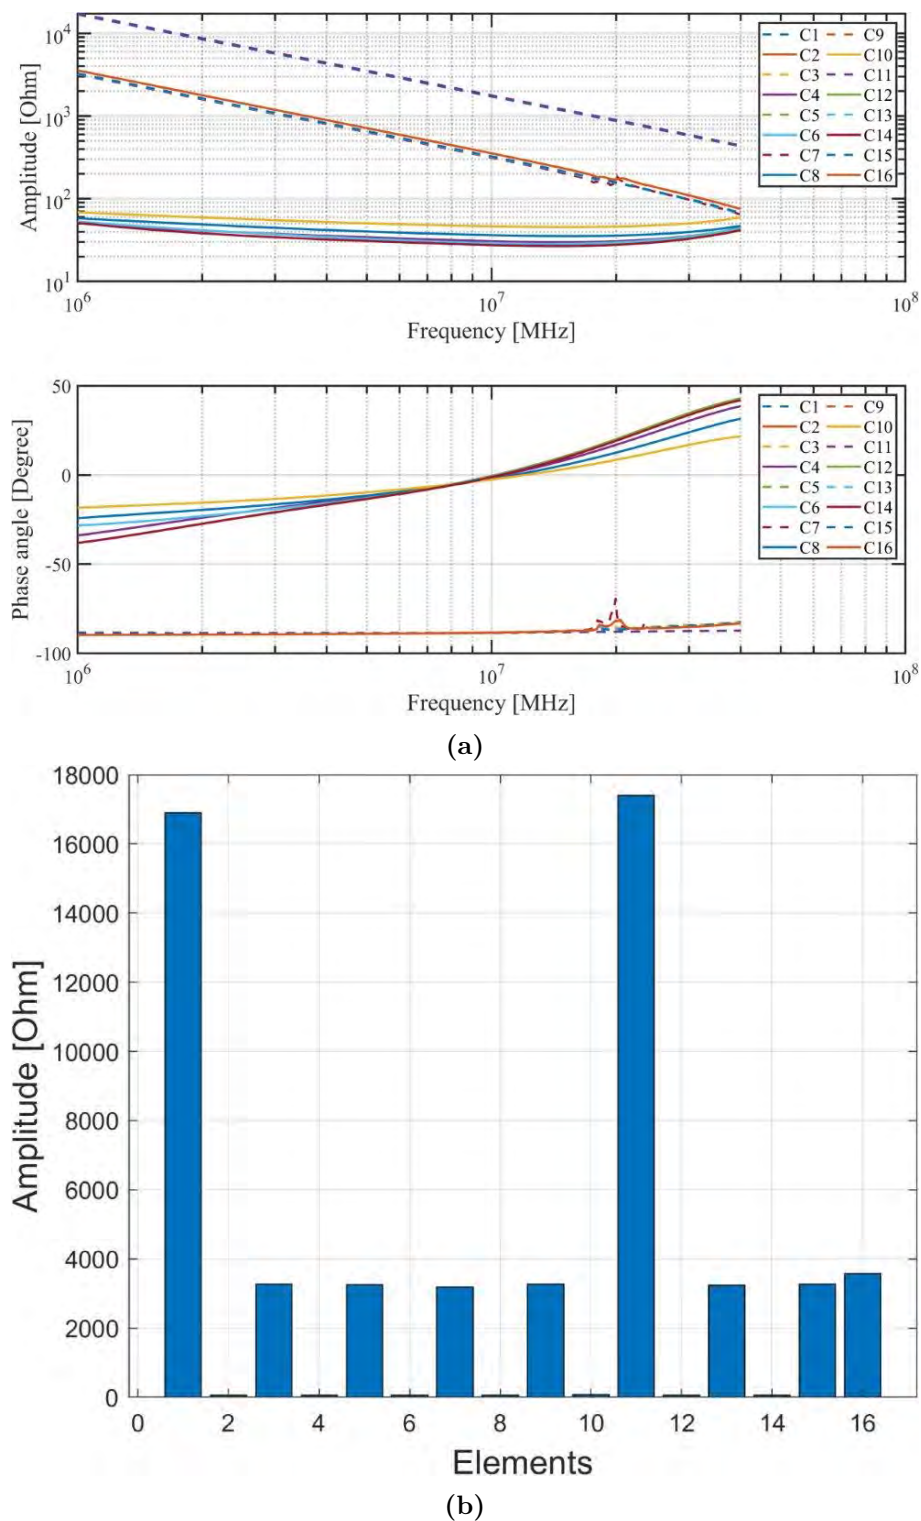 10^4
10^3
10^2
10^1
Amplitude [Ohm]
C1 C9
C2 C10
C3 C11
C4 C12
C5 C13
C6 C14
C7 C15
C8 C16
10^6 10^7 10^8
Frequency [MHz]
50
0
-50
-100
Phase angle [Degree]
C1 C9
C2 C10
C3 C11
C4 C12
C5 C13
C6 C14
C7 C15
C8 C16
10^6 10^7 10^8
Frequency [MHz]
(a)
18000
16000
14000
12000
10000
8000
6000
4000
2000
0
Amplitude [Ohm]
0 2 4 6 8 10 12 14 16
Elements
(b)